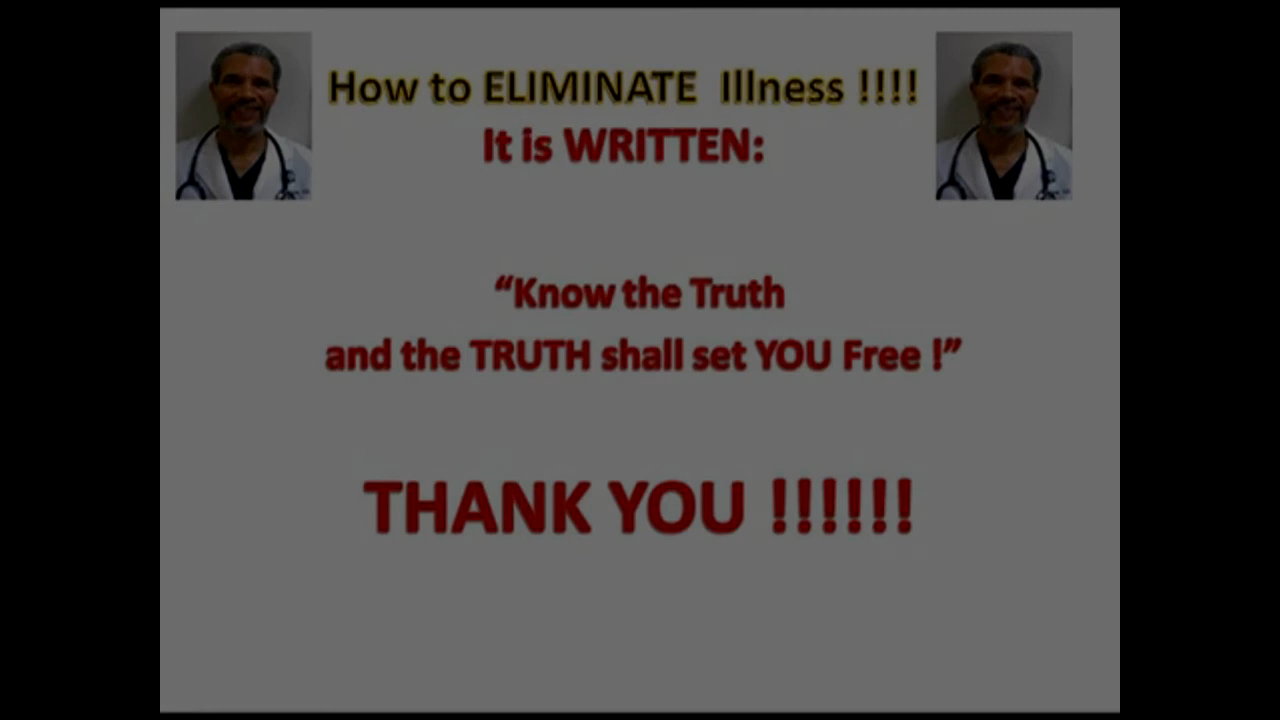 How to ELIMINATE Illness !!!!
It is WRITTEN:
“Know the Truth
and the TRUTH shall set YOU Free !”
THANK YOU !!!!!!